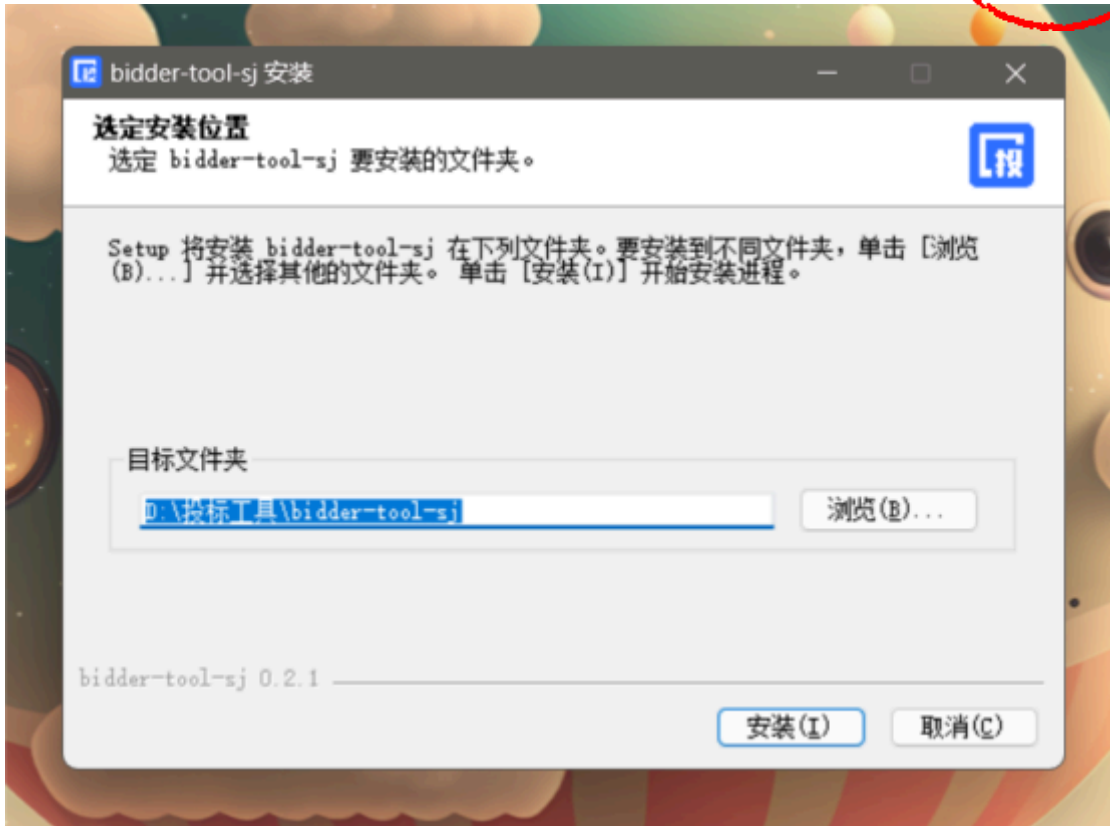 bidder-tool-sj 安装
选定安装位置
选定 bidder-tool-sj 要安装的文件夹。
投
Setup 将安装 bidder-tool-sj 在下列文件夹。要安装到不同文件夹，单击 [浏览
(B)...] 并选择其他的文件夹。 单击 [安装(I)] 开始安装进程。
目标文件夹
D:\投标工具\bidder-tool-sj
浏览(B)...
bidder-tool-sj 0.2.1
安装(I)
取消(C)